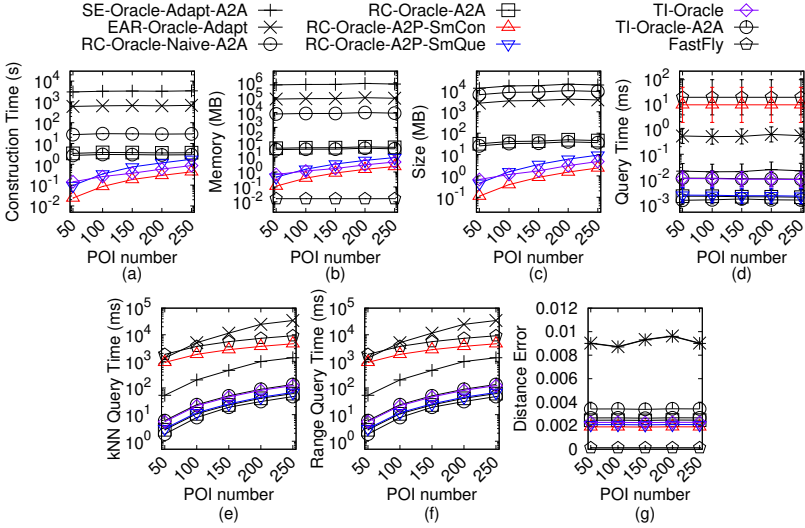 SE-Oracle-Adapt-A2A
EAR-Oracle-Adapt
RC-Oracle-Naive-A2A
RC-Oracle-A2A
RC-Oracle-A2P-SmCon
RC-Oracle-A2P-SmQue
TI-Oracle
TI-Oracle-A2A
FastFly
Construction Time (s)
10^4
10^3
10^2
10^1
10^0
10^-1
10^-2
50 100 150 200 250
POI number
(a)
Memory (MB)
10^6
10^5
10^4
10^3
10^2
10^1
10^0
10^-1
10^-2
50 100 150 200 250
POI number
(b)
Size (MB)
10^4
10^3
10^2
10^1
10^0
10^-1
50 100 150 200 250
POI number
(c)
Query Time (ms)
10^2
10^1
10^0
10^-1
10^-2
10^-3
50 100 150 200 250
POI number
(d)
kNN Query Time (ms)
10^5
10^4
10^3
10^2
10^1
10^0
50 100 150 200 250
POI number
(e)
Range Query Time (ms)
10^5
10^4
10^3
10^2
10^1
10^0
50 100 150 200 250
POI number
(f)
Distance Error
0.012
0.01
0.008
0.006
0.004
0.002
0
50 100 150 200 250
POI number
(g)